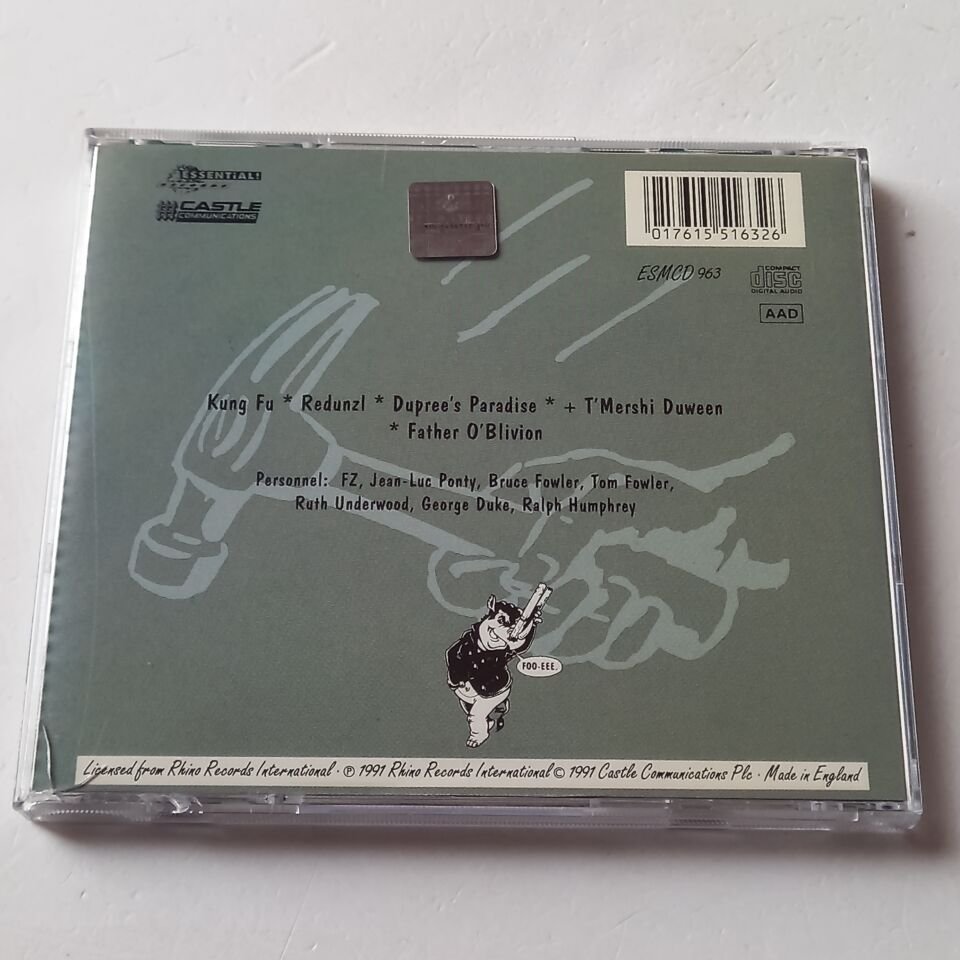 ESSENTiAL!
RECORDS
CASTLE
COMMUNICATIONS
017615 516326
ESMCD 963
COMPACT
disc
DIGITAL AUDIO
AAD
Kung Fu * Redunzl * Dupree's Paradise * + T'Mershi Duween
* Father O'Blivion
Personnel: FZ, Jean-Luc Ponty, Bruce Fowler, Tom Fowler,
Ruth Underwood, George Duke, Ralph Humphrey
FOO-EEE.
Licensed from Rhino Records International · ℗ 1991 Rhino Records International © 1991 Castle Communications Plc · Made in England